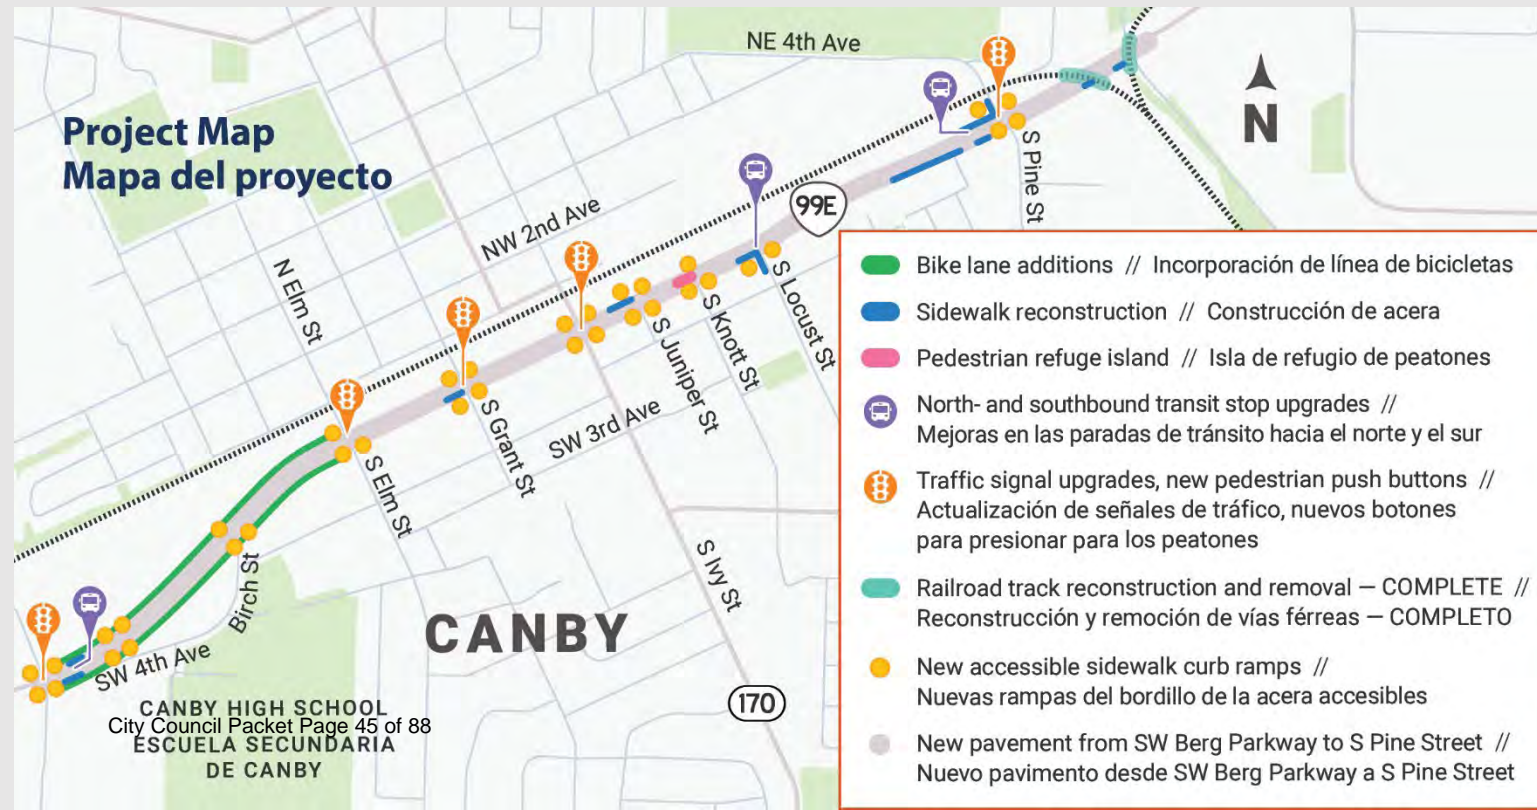 Project Map
Mapa del proyecto
NE 4th Ave
N
S Pine St
99E
NW 2nd Ave
N Elm St
S Locust St
S Knott St
S Juniper St
SW 3rd Ave
S Grant St
S Elm St
S Ivy St
Birch St
SW 4th Ave
CANBY
170
CANBY HIGH SCHOOL
City Council Packet Page 45 of 88
ESCUELA SECUNDARIA
DE CANBY
Bike lane additions // Incorporación de línea de bicicletas
Sidewalk reconstruction // Construcción de acera
Pedestrian refuge island // Isla de refugio de peatones
North- and southbound transit stop upgrades //
Mejoras en las paradas de tránsito hacia el norte y el sur
Traffic signal upgrades, new pedestrian push buttons //
Actualización de señales de tráfico, nuevos botones
para presionar para los peatones
Railroad track reconstruction and removal — COMPLETE //
Reconstrucción y remoción de vías férreas — COMPLETO
New accessible sidewalk curb ramps //
Nuevas rampas del bordillo de la acera accesibles
New pavement from SW Berg Parkway to S Pine Street //
Nuevo pavimento desde SW Berg Parkway a S Pine Street